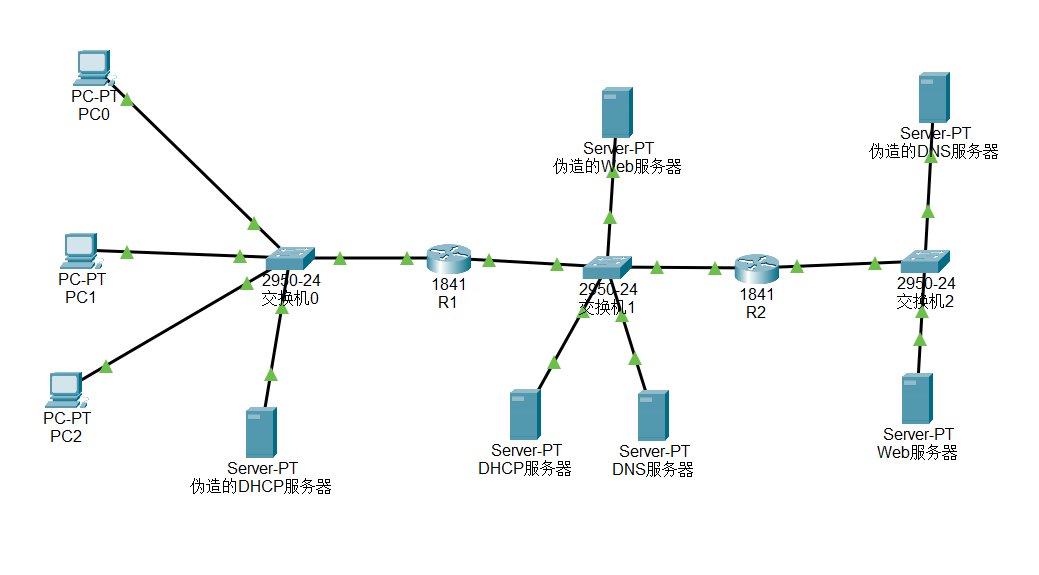 PC-PT
PC0
Server-PT
伪造的Web服务器
Server-PT
伪造的DNS服务器
PC-PT
PC1
2950-24
交换机0
1841
R1
2950-24
交换机1
1841
R2
2950-24
交换机2
PC-PT
PC2
Server-PT
伪造的DHCP服务器
Server-PT
DHCP服务器
Server-PT
DNS服务器
Server-PT
Web服务器